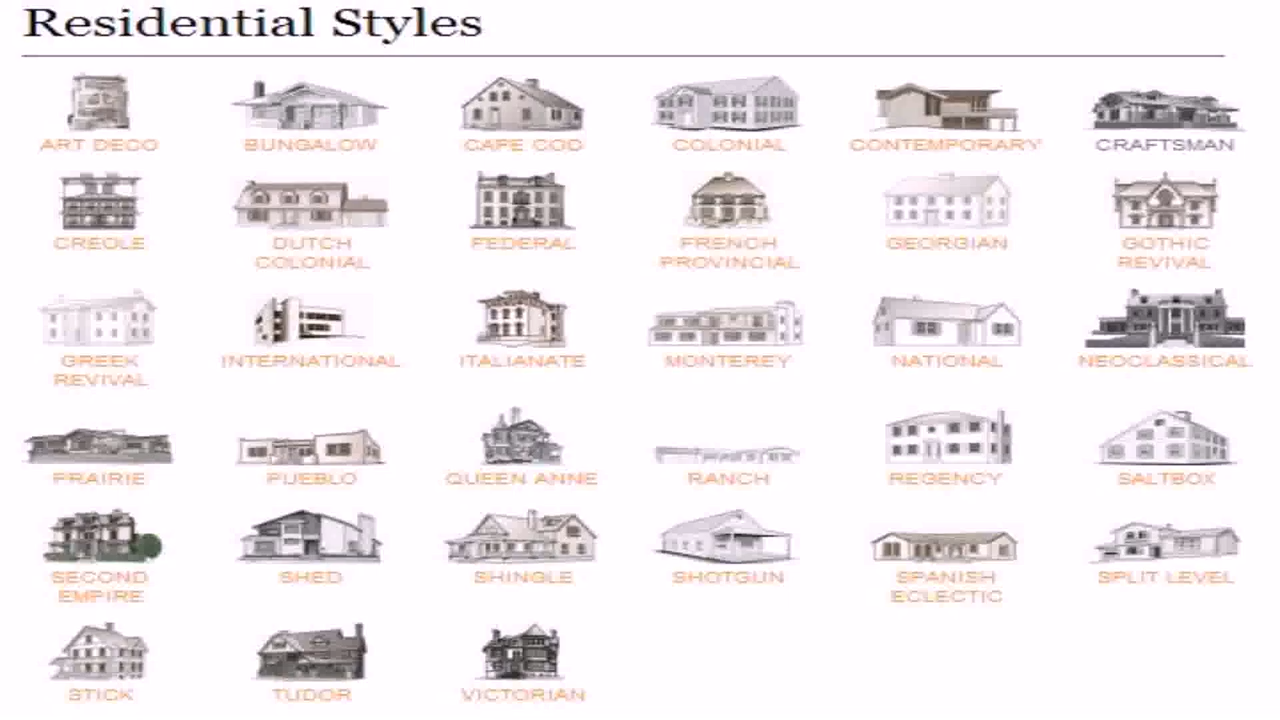 Residential Styles
ART DECO
BUNGALOW
CAPE COD
COLONIAL
CONTEMPORARY
CRAFTSMAN
CREOLE
DUTCH
COLONIAL
FEDERAL
FRENCH
PROVINCIAL
GEORGIAN
GOTHIC
REVIVAL
GREEK
REVIVAL
INTERNATIONAL
ITALIANATE
MONTEREY
NATIONAL
NEOCLASSICAL
PRAIRIE
PUEBLO
QUEEN ANNE
RANCH
REGENCY
SALTBOX
SECOND
EMPIRE
SHED
SHINGLE
SHOTGUN
SPANISH
ECLECTIC
SPLIT LEVEL
STICK
TUDOR
VICTORIAN